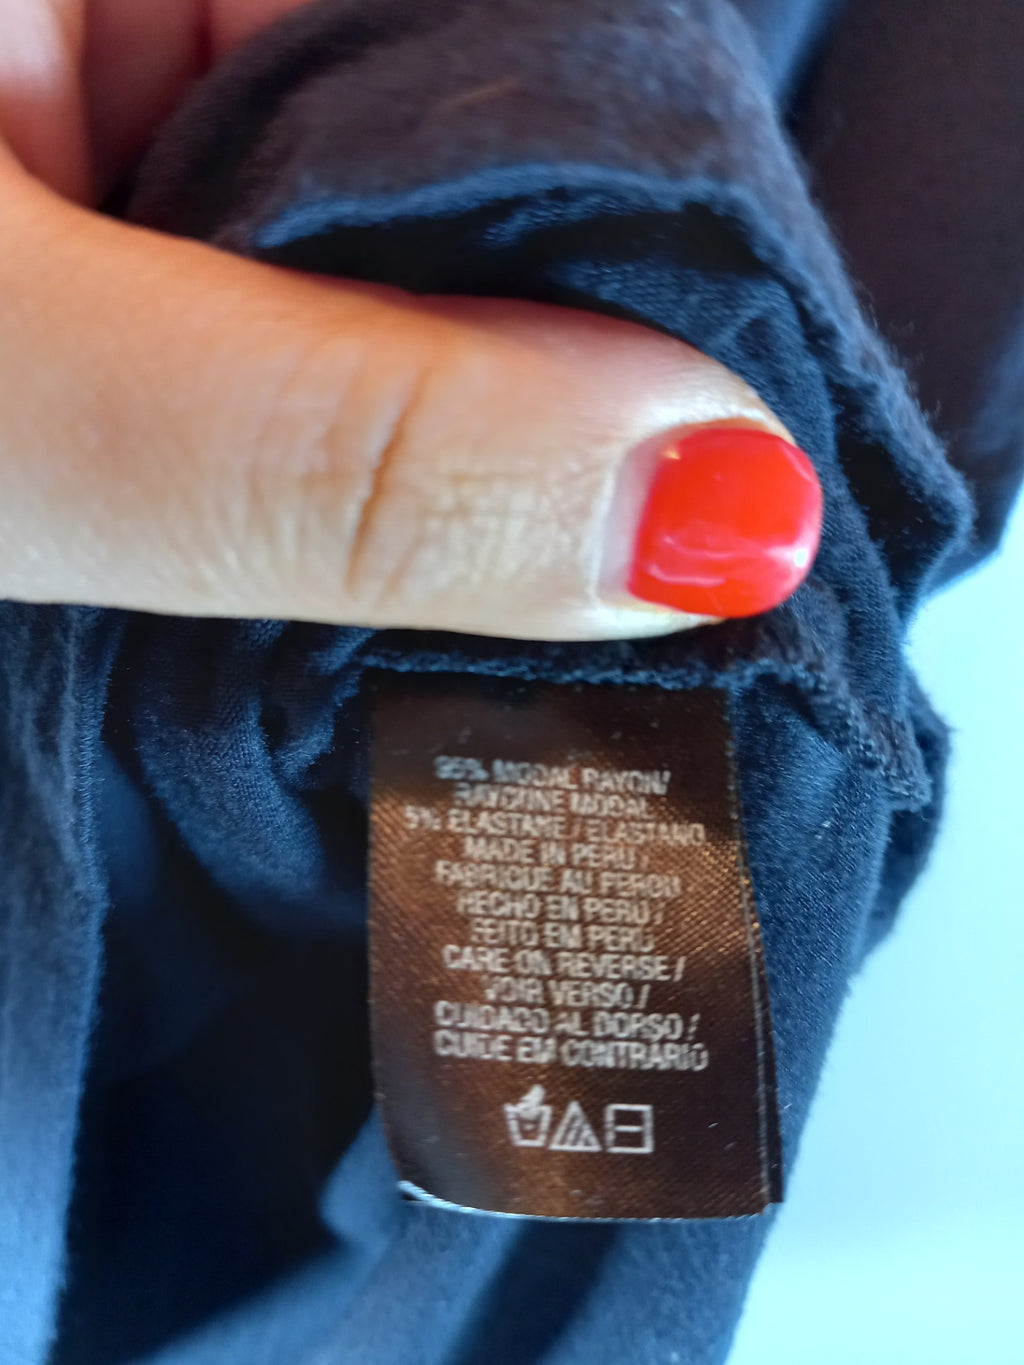 95% MODAL RAYON/
RAYONNE MODAL
5% ELASTANE / ELASTANO
MADE IN PERU /
FABRIQUE AU PEROU
HECHO EN PERU /
FEITO EM PERU
CARE ON REVERSE /
VOIR VERSO /
CUIDADO AL DORSO /
GUIDE EM CONTRARIO